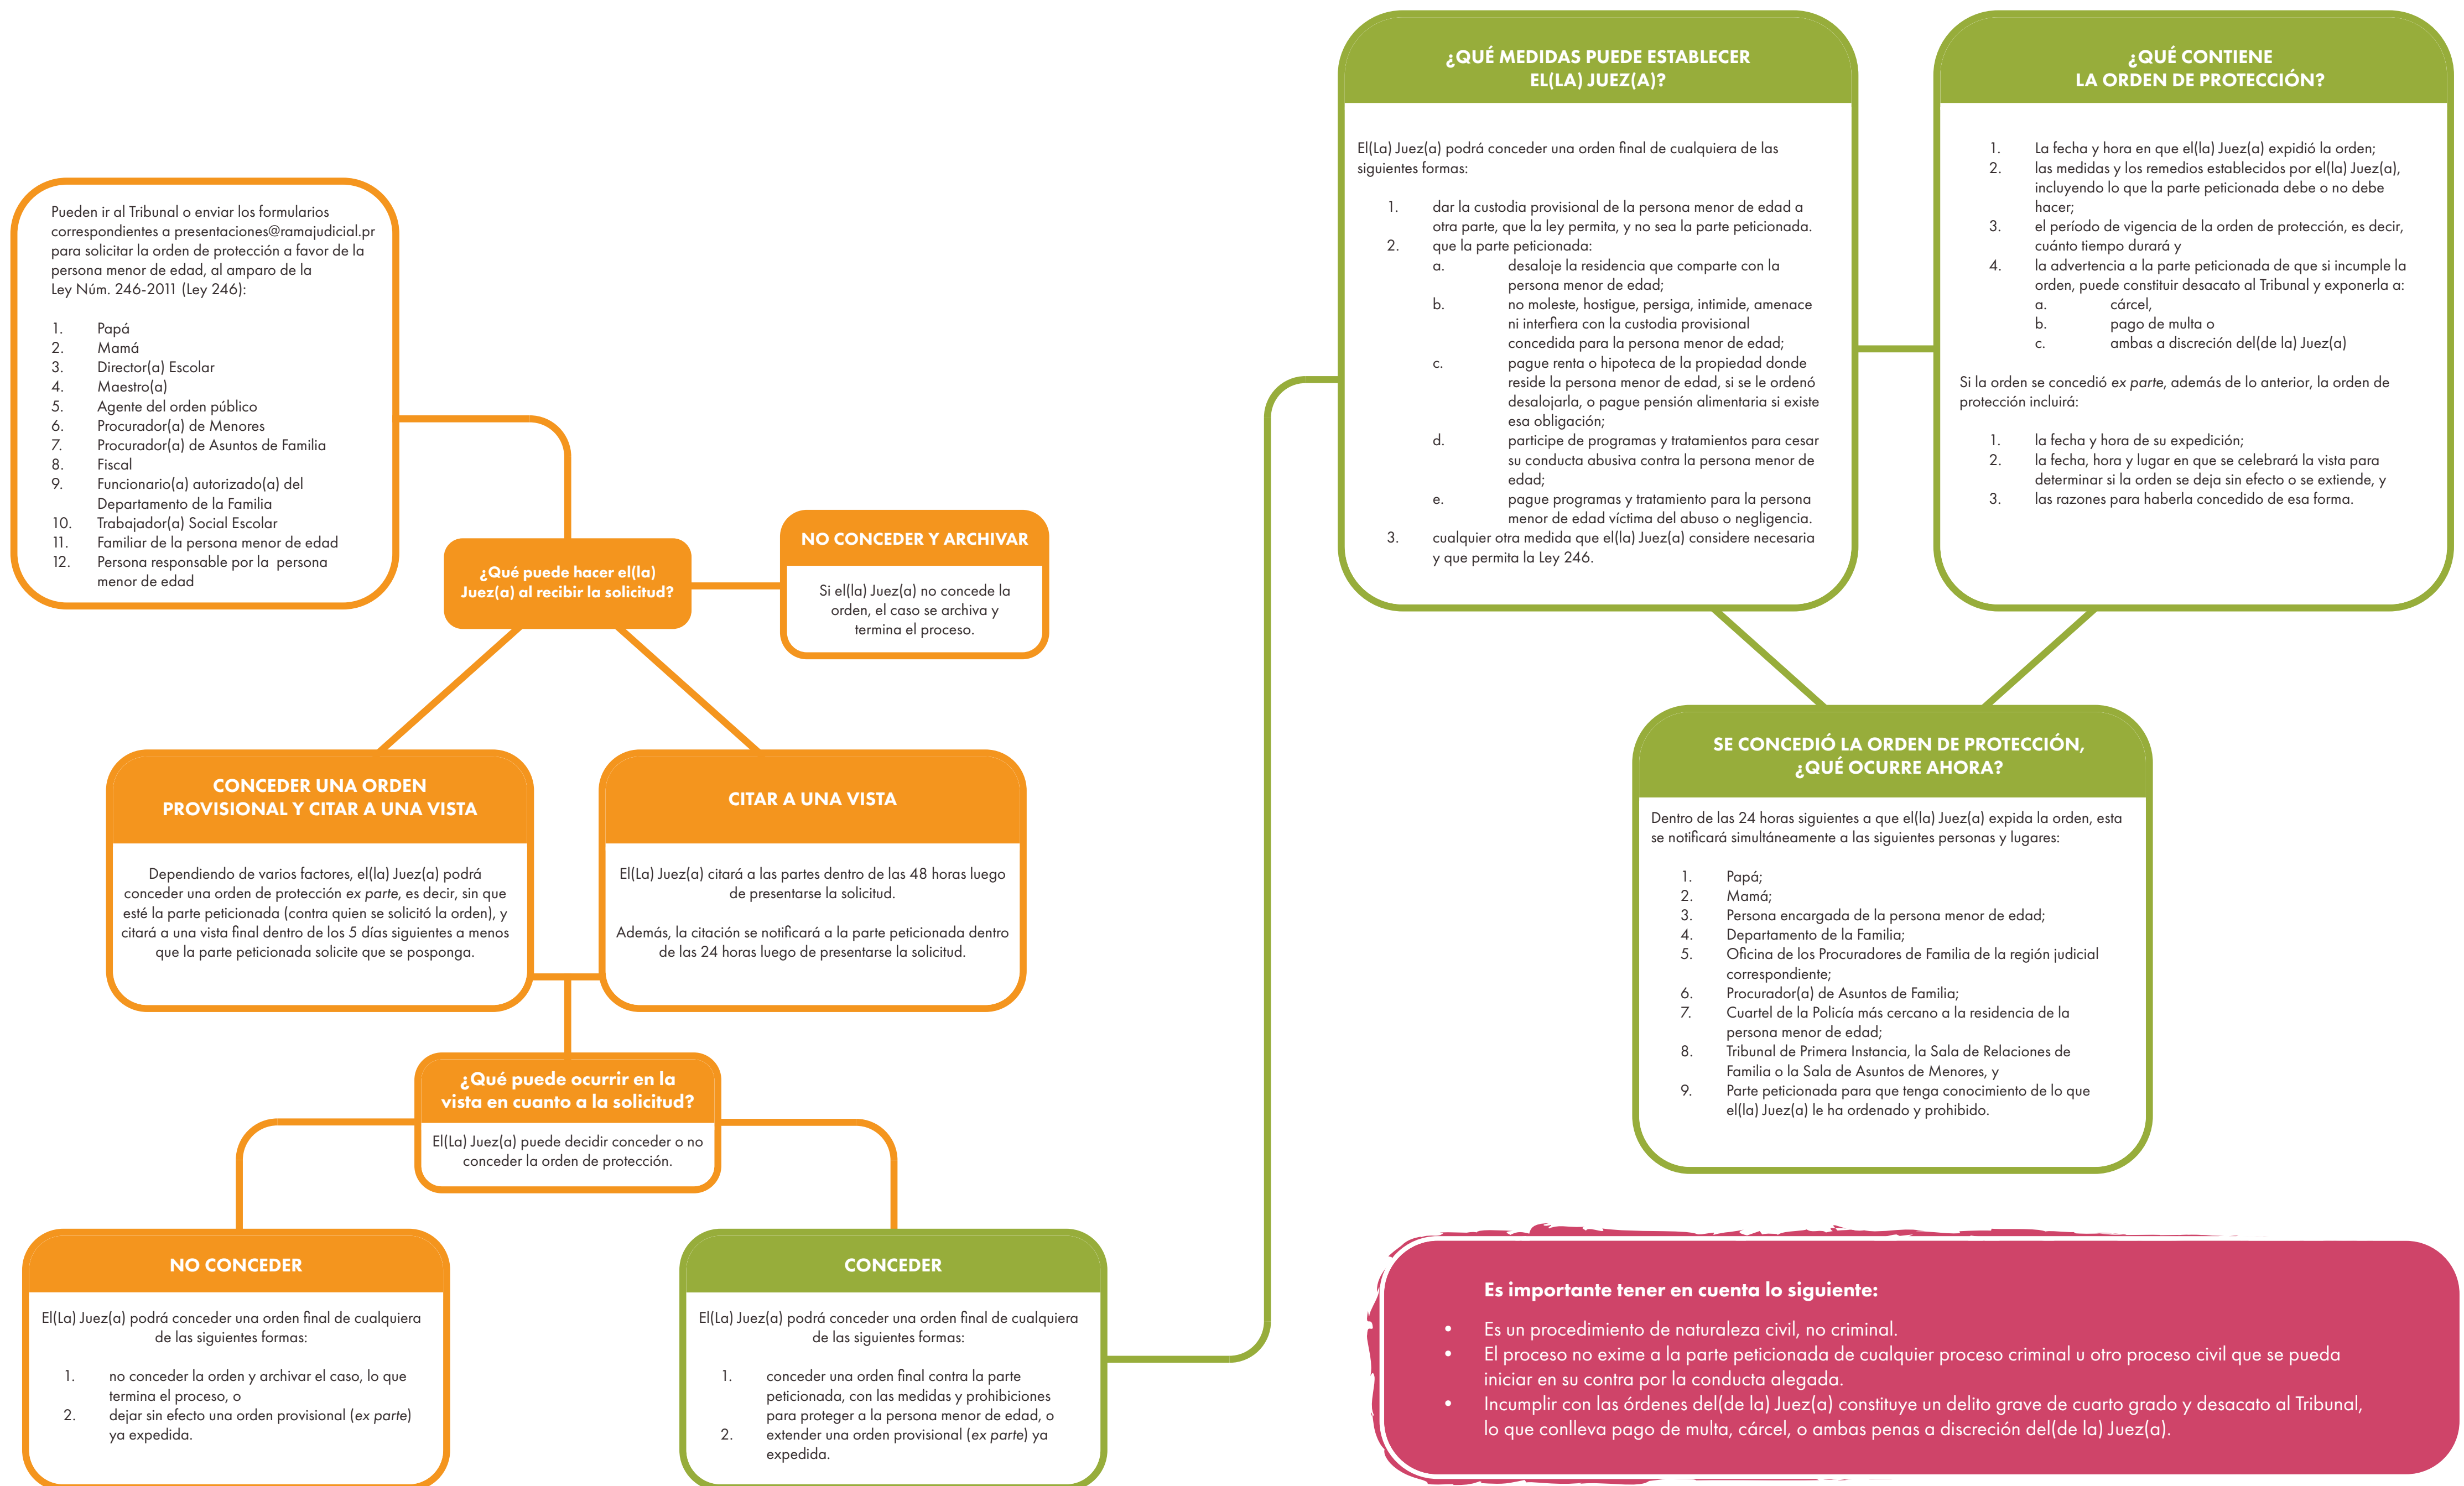 Pueden ir al Tribunal o enviar los formularios
correspondientes a presentaciones@ramajudicial.pr
para solicitar la orden de protección a favor de la
persona menor de edad, al amparo de la
Ley Núm. 246-2011 (Ley 246):
1. Papá
2. Mamá
3. Director(a) Escolar
4. Maestro(a)
5. Agente del orden público
6. Procurador(a) de Menores
7. Procurador(a) de Asuntos de Familia
8. Fiscal
9. Funcionario(a) autorizado(a) del
Departamento de la Familia
10. Trabajador(a) Social Escolar
11. Familiar de la persona menor de edad
12. Persona responsable por la persona
menor de edad
¿Qué puede hacer el(la)
Juez(a) al recibir la solicitud?
NO CONCEDER Y ARCHIVAR
Si el(la) Juez(a) no concede la
orden, el caso se archiva y
termina el proceso.
CONCEDER UNA ORDEN
PROVISIONAL Y CITAR A UNA VISTA
Dependiendo de varios factores, el(la) Juez(a) podrá
conceder una orden de protección ex parte, es decir, sin que
esté la parte peticionada (contra quien se solicitó la orden), y
citará a una vista final dentro de los 5 días siguientes a menos
que la parte peticionada solicite que se posponga.
CITAR A UNA VISTA
El(La) Juez(a) citará a las partes dentro de las 48 horas luego
de presentarse la solicitud.
Además, la citación se notificará a la parte peticionada dentro
de las 24 horas luego de presentarse la solicitud.
¿Qué puede ocurrir en la
vista en cuanto a la solicitud?
El(La) Juez(a) puede decidir conceder o no
conceder la orden de protección.
NO CONCEDER
El(La) Juez(a) podrá conceder una orden final de cualquiera
de las siguientes formas:
1. no conceder la orden y archivar el caso, lo que
termina el proceso, o
2. dejar sin efecto una orden provisional (ex parte)
ya expedida.
CONCEDER
El(La) Juez(a) podrá conceder una orden final de cualquiera
de las siguientes formas:
1. conceder una orden final contra la parte
peticionada, con las medidas y prohibiciones
para proteger a la persona menor de edad, o
2. extender una orden provisional (ex parte) ya
expedida.
¿QUÉ MEDIDAS PUEDE ESTABLECER
EL(LA) JUEZ(A)?
El(La) Juez(a) podrá conceder una orden final de cualquiera de las
siguientes formas:
1. dar la custodia provisional de la persona menor de edad a
otra parte, que la ley permita, y no sea la parte peticionada.
2. que la parte peticionada:
a. desaloje la residencia que comparte con la
persona menor de edad;
b. no moleste, hostigue, persiga, intimide, amenace
ni interfiera con la custodia provisional
concedida para la persona menor de edad;
c. pague renta o hipoteca de la propiedad donde
reside la persona menor de edad, si se le ordenó
desalojarla, o pague pensión alimentaria si existe
esa obligación;
d. participe de programas y tratamientos para cesar
su conducta abusiva contra la persona menor de
edad;
e. pague programas y tratamiento para la persona
menor de edad víctima del abuso o negligencia.
3. cualquier otra medida que el(la) Juez(a) considere necesaria
y que permita la Ley 246.
¿QUÉ CONTIENE
LA ORDEN DE PROTECCIÓN?
1. La fecha y hora en que el(la) Juez(a) expidió la orden;
2. las medidas y los remedios establecidos por el(la) Juez(a),
incluyendo lo que la parte peticionada debe o no debe
hacer;
3. el período de vigencia de la orden de protección, es decir,
cuánto tiempo durará y
4. la advertencia a la parte peticionada de que si incumple la
orden, puede constituir desacato al Tribunal y exponerla a:
a. cárcel,
b. pago de multa o
c. ambas a discreción del(de la) Juez(a)
Si la orden se concedió ex parte, además de lo anterior, la orden de
protección incluirá:
1. la fecha y hora de su expedición;
2. la fecha, hora y lugar en que se celebrará la vista para
determinar si la orden se deja sin efecto o se extiende, y
3. las razones para haberla concedido de esa forma.
SE CONCEDIÓ LA ORDEN DE PROTECCIÓN,
¿QUÉ OCURRE AHORA?
Dentro de las 24 horas siguientes a que el(la) Juez(a) expida la orden, esta
se notificará simultáneamente a las siguientes personas y lugares:
1. Papá;
2. Mamá;
3. Persona encargada de la persona menor de edad;
4. Departamento de la Familia;
5. Oficina de los Procuradores de Familia de la región judicial
correspondiente;
6. Procurador(a) de Asuntos de Familia;
7. Cuartel de la Policía más cercano a la residencia de la
persona menor de edad;
8. Tribunal de Primera Instancia, la Sala de Relaciones de
Familia o la Sala de Asuntos de Menores, y
9. Parte peticionada para que tenga conocimiento de lo que
el(la) Juez(a) le ha ordenado y prohibido.
Es importante tener en cuenta lo siguiente:
• Es un procedimiento de naturaleza civil, no criminal.
• El proceso no exime a la parte peticionada de cualquier proceso criminal u otro proceso civil que se pueda
iniciar en su contra por la conducta alegada.
• Incumplir con las órdenes del(de la) Juez(a) constituye un delito grave de cuarto grado y desacato al Tribunal,
lo que conlleva pago de multa, cárcel, o ambas penas a discreción del(de la) Juez(a).